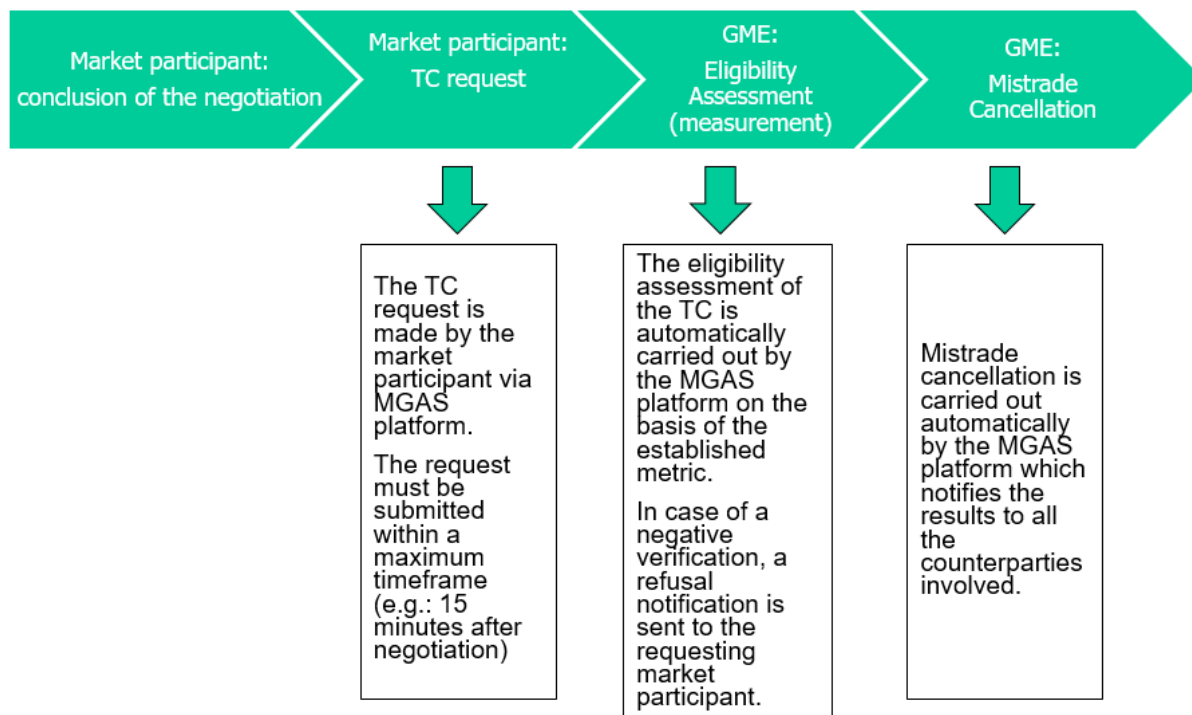 Market participant:
conclusion of the negotiation
Market participant:
TC request
GME:
Eligibility
Assessment
(measurement)
GME:
Mistrade
Cancellation
The TC
request is
made by the
market
participant via
MGAS
platform.
The request
must be
submitted
within a
maximum
timeframe
(e.g.: 15
minutes after
negotiation)
The eligibility
assessment of
the TC is
automatically
carried out by
the MGAS
platform on the
basis of the
established
metric.
In case of a
negative
verification, a
refusal
notification is
sent to the
requesting
market
participant.
Mistrade
cancellation is
carried out
automatically
by the MGAS
platform which
notifies the
results to all
the
counterparties
involved.